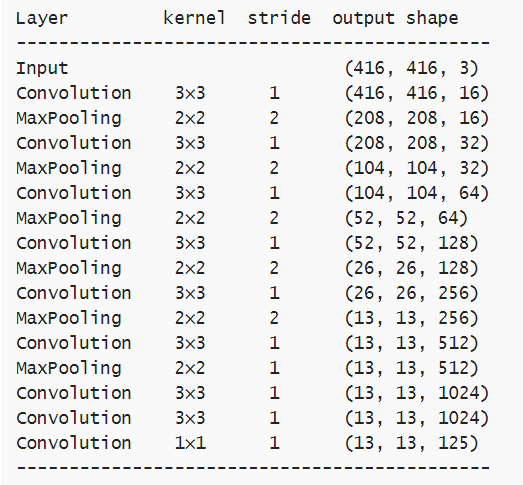 Layer         kernel  stride  output shape
---------------------------------------------
Input                          (416, 416, 3)
Convolution    3×3      1      (416, 416, 16)
MaxPooling     2×2      2      (208, 208, 16)
Convolution    3×3      1      (208, 208, 32)
MaxPooling     2×2      2      (104, 104, 32)
Convolution    3×3      1      (104, 104, 64)
MaxPooling     2×2      2      (52, 52, 64)
Convolution    3×3      1      (52, 52, 128)
MaxPooling     2×2      2      (26, 26, 128)
Convolution    3×3      1      (26, 26, 256)
MaxPooling     2×2      2      (13, 13, 256)
Convolution    3×3      1      (13, 13, 512)
MaxPooling     2×2      1      (13, 13, 512)
Convolution    3×3      1      (13, 13, 1024)
Convolution    3×3      1      (13, 13, 1024)
Convolution    1×1      1      (13, 13, 125)
---------------------------------------------